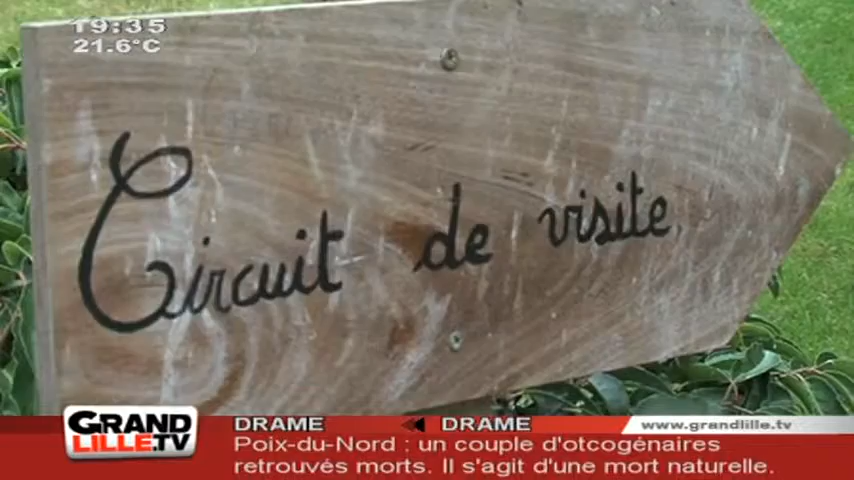 19:35
21.6°C
Circuit de visite
GRAND
LILLE.TV
DRAME DRAME
www.grandlille.tv
Poix-du-Nord : un couple d'otcogénaires
retrouvés morts. Il s'agit d'une mort naturelle.